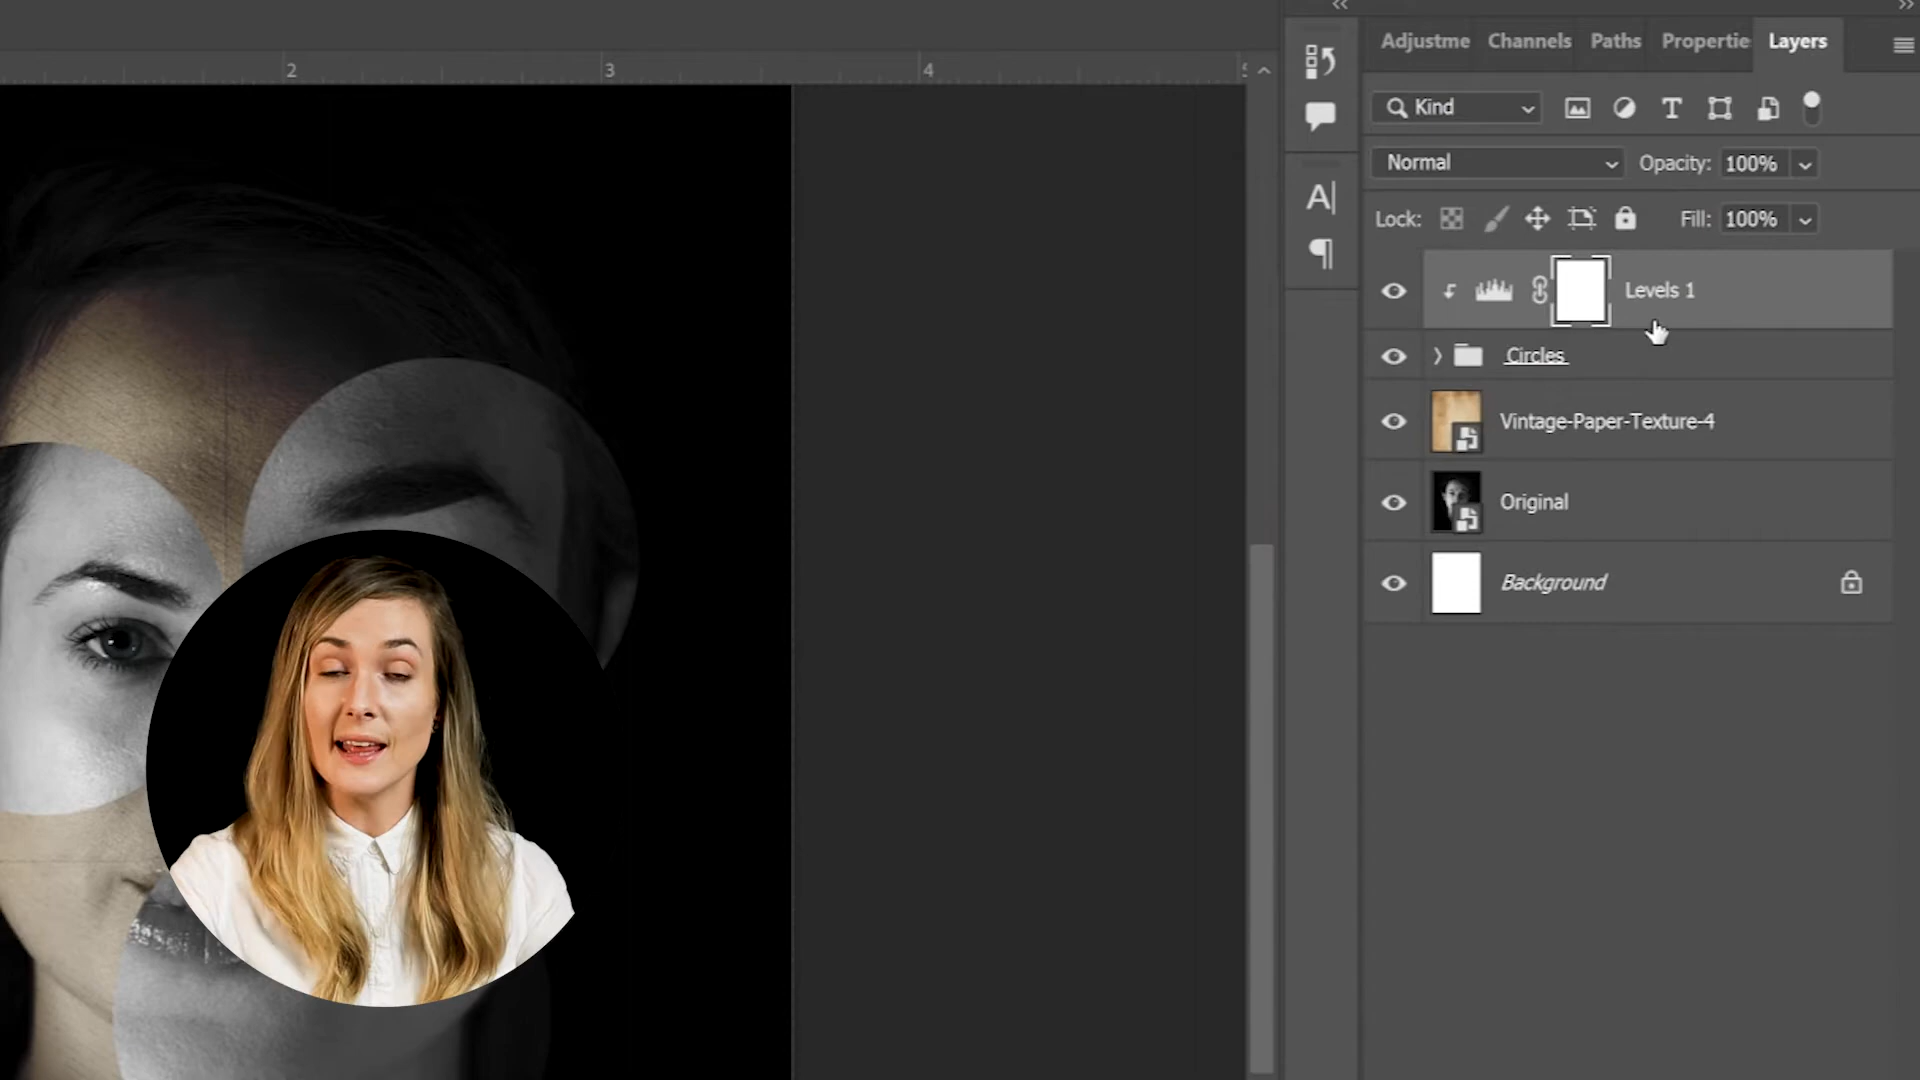 Adjustme Channels Paths Propertie Layers
2 3 4
Kind
Normal Opacity: 100%
Lock: Fill: 100%
Levels 1
Circles
Vintage-Paper-Texture-4
Original
Background